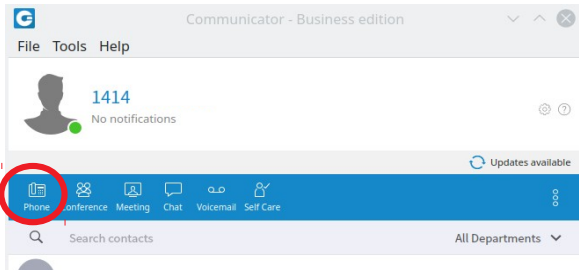 Communicator - Business edition
File Tools Help
1414
No notifications
Updates available
Phone Conference Meeting Chat Voicemail Self Care
Search contacts All Departments